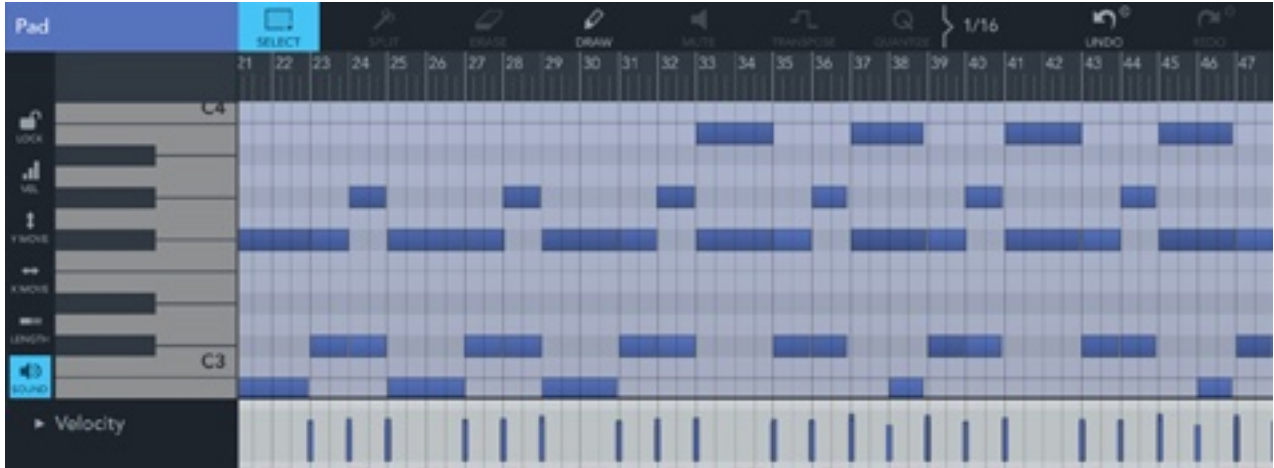 Pad
SELECT SPLIT ERASE DRAW MUTE TRANSPOSE QUANTIZE 1/16 UNDO REDO
21 22 23 24 25 26 27 28 29 30 31 32 33 34 35 36 37 38 39 40 41 42 43 44 45 46 47
C4
LOCK
VEL
Y MOVE
X MOVE
LENGTH
C3
SOUND
Velocity